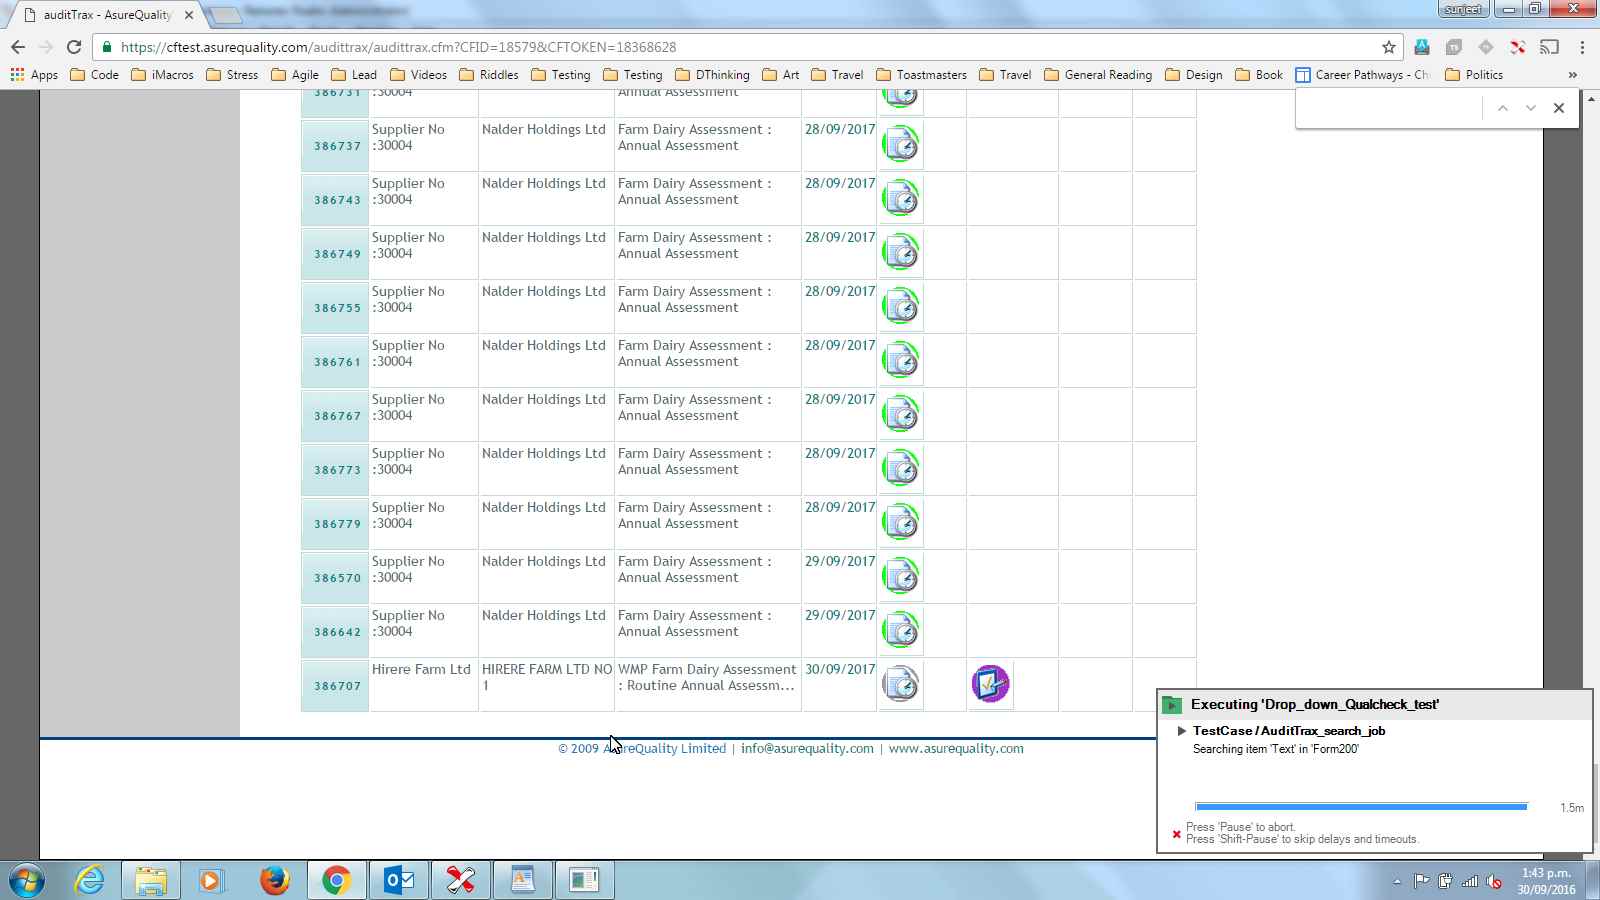 auditTrax - AsureQuality
sunjeet
https://cftest.asurequality.com/audittrax/audittrax.cfm?CFID=18579&CFTOKEN=18368628
Apps Code iMacros Stress Agile Lead Videos Riddles Testing Testing DThinking Art Travel Toastmasters Travel General Reading Design Book Career Pathways - Ch Politics »
386731 :30004 Annual Assessment
Supplier No Nalder Holdings Ltd Farm Dairy Assessment : 28/09/2017
386737 :30004 Annual Assessment
Supplier No Nalder Holdings Ltd Farm Dairy Assessment : 28/09/2017
386743 :30004 Annual Assessment
Supplier No Nalder Holdings Ltd Farm Dairy Assessment : 28/09/2017
386749 :30004 Annual Assessment
Supplier No Nalder Holdings Ltd Farm Dairy Assessment : 28/09/2017
386755 :30004 Annual Assessment
Supplier No Nalder Holdings Ltd Farm Dairy Assessment : 28/09/2017
386761 :30004 Annual Assessment
Supplier No Nalder Holdings Ltd Farm Dairy Assessment : 28/09/2017
386767 :30004 Annual Assessment
Supplier No Nalder Holdings Ltd Farm Dairy Assessment : 28/09/2017
386773 :30004 Annual Assessment
Supplier No Nalder Holdings Ltd Farm Dairy Assessment : 28/09/2017
386779 :30004 Annual Assessment
Supplier No Nalder Holdings Ltd Farm Dairy Assessment : 29/09/2017
386570 :30004 Annual Assessment
Supplier No Nalder Holdings Ltd Farm Dairy Assessment : 29/09/2017
386642 :30004 Annual Assessment
Hirere Farm Ltd HIRERE FARM LTD NO WMP Farm Dairy Assessment 30/09/2017
386707 1 : Routine Annual Assessm...
© 2009 AsureQuality Limited | info@asurequality.com | www.asurequality.com
Executing 'Drop_down_Qualcheck_test'
TestCase / AuditTrax_search_job
Searching item 'Text' in 'Form200'
1.5m
Press 'Pause' to abort.
Press 'Shift-Pause' to skip delays and timeouts.
1:43 p.m.
30/09/2016